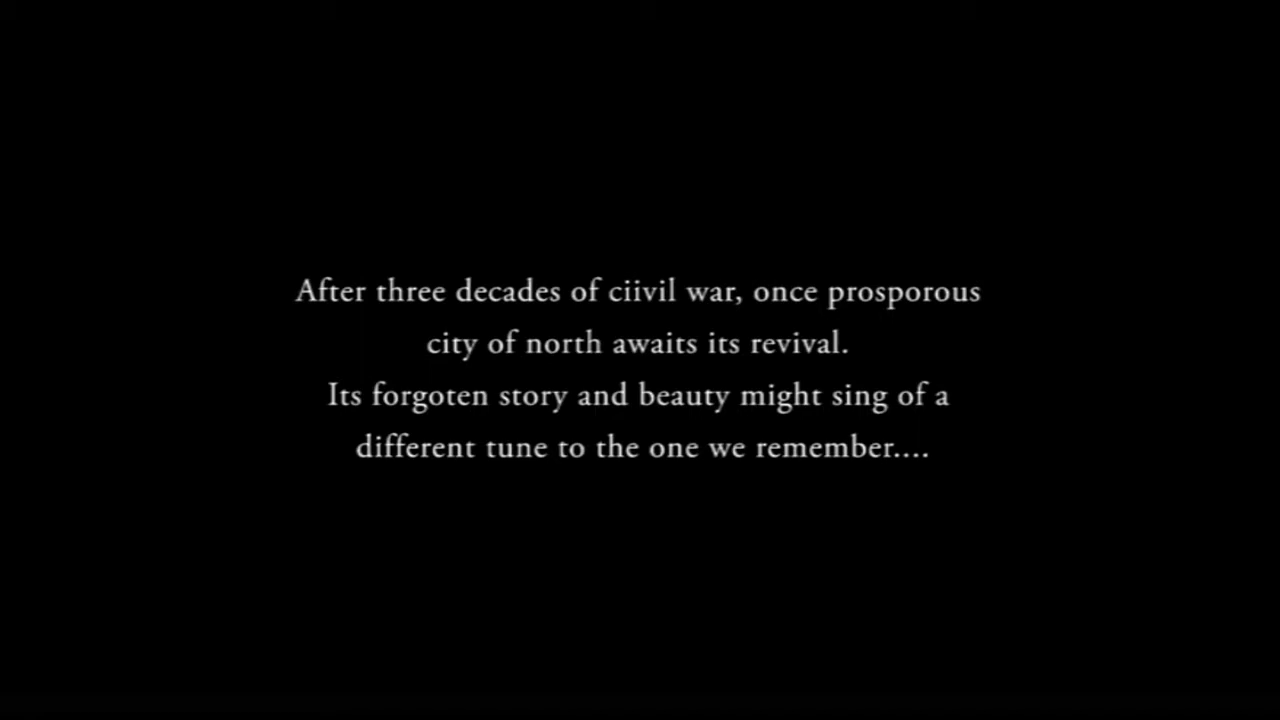 After three decades of ciivil war, once prosporous
city of north awaits its revival.
Its forgoten story and beauty might sing of a
different tune to the one we remember....